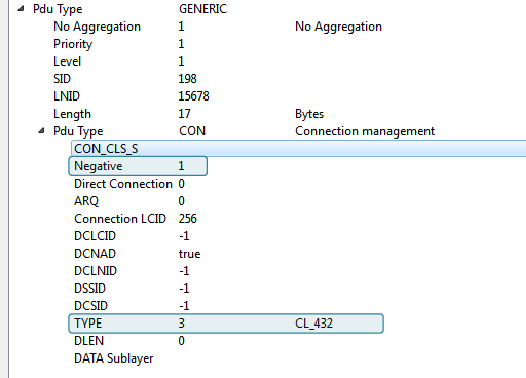 Pdu Type GENERIC
No Aggregation 1 No Aggregation
Priority 1
Level 1
SID 198
LNID 15678
Length 17 Bytes
Pdu Type CON Connection management
CON_CLS_S
Negative 1
Direct Connection 0
ARQ 0
Connection LCID 256
DCLCID -1
DCNAD true
DCLNID -1
DSSID -1
DCSID -1
TYPE 3 CL_432
DLEN 0
DATA Sublayer